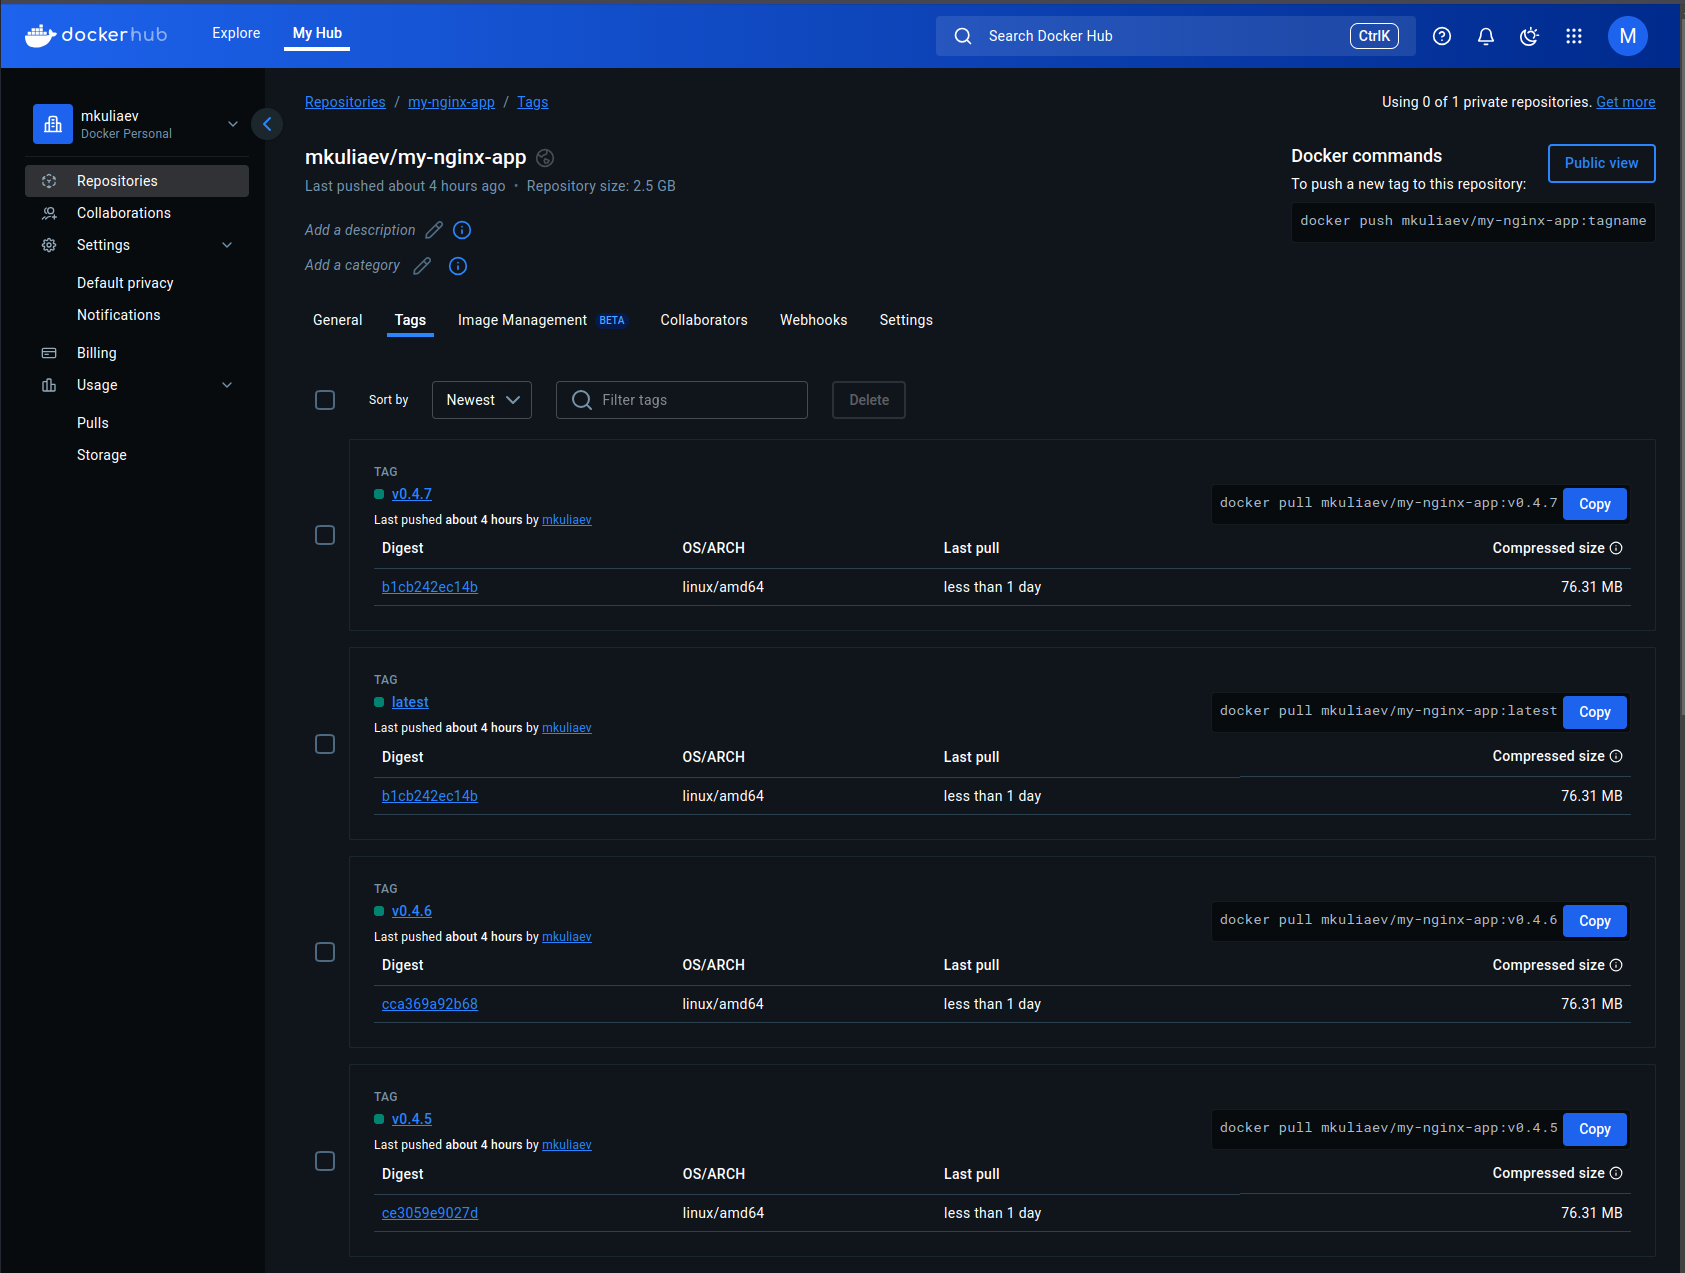 dockerhub
Explore
My Hub
Search Docker Hub
CtrlK
M
mkuliaev
Docker Personal
Repositories
Collaborations
Settings
Default privacy
Notifications
Billing
Usage
Pulls
Storage
Repositories / my-nginx-app / Tags
Using 0 of 1 private repositories. Get more
mkuliaev/my-nginx-app
Last pushed about 4 hours ago • Repository size: 2.5 GB
Add a description
Add a category
Docker commands
Public view
To push a new tag to this repository:
docker push mkuliaev/my-nginx-app:tagname
General
Tags
Image Management BETA
Collaborators
Webhooks
Settings
Sort by
Newest
Filter tags
Delete
TAG
v0.4.7
Last pushed about 4 hours by mkuliaev
docker pull mkuliaev/my-nginx-app:v0.4.7
Copy
Digest OS/ARCH Last pull Compressed size
b1cb242ec14b linux/amd64 less than 1 day 76.31 MB
TAG
latest
Last pushed about 4 hours by mkuliaev
docker pull mkuliaev/my-nginx-app:latest
Copy
Digest OS/ARCH Last pull Compressed size
b1cb242ec14b linux/amd64 less than 1 day 76.31 MB
TAG
v0.4.6
Last pushed about 4 hours by mkuliaev
docker pull mkuliaev/my-nginx-app:v0.4.6
Copy
Digest OS/ARCH Last pull Compressed size
cca369a92b68 linux/amd64 less than 1 day 76.31 MB
TAG
v0.4.5
Last pushed about 4 hours by mkuliaev
docker pull mkuliaev/my-nginx-app:v0.4.5
Copy
Digest OS/ARCH Last pull Compressed size
ce3059e9027d linux/amd64 less than 1 day 76.31 MB